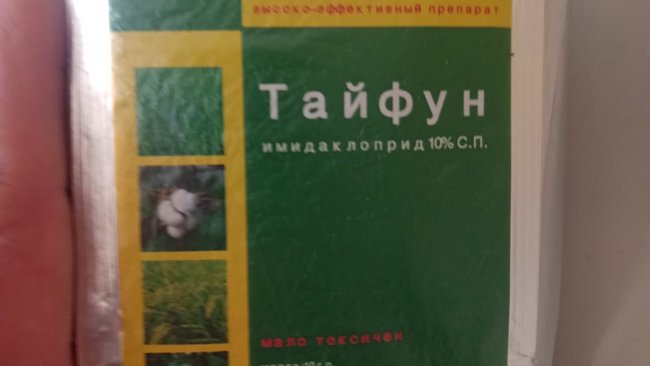 высоко-эффективный препарат
Тайфун
имидаклоприд 10% С.П.
мало токсичен